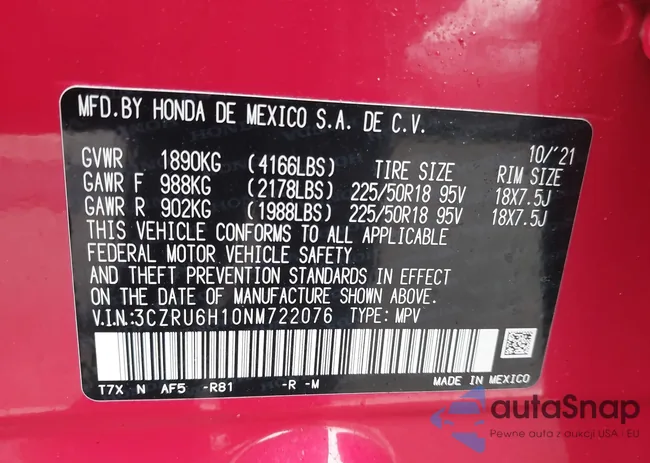 MFD.BY HONDA DE MEXICO S.A. DE C.V.
10/'21
GVWR 1890KG (4166LBS) TIRE SIZE RIM SIZE
GAWR F 988KG (2178LBS) 225/50R18 95V 18X7.5J
GAWR R 902KG (1988LBS) 225/50R18 95V 18X7.5J
THIS VEHICLE CONFORMS TO ALL APPLICABLE
FEDERAL MOTOR VEHICLE SAFETY,
AND THEFT PREVENTION STANDARDS IN EFFECT
ON THE DATE OF MANUFACTURE SHOWN ABOVE.
V.I.N.:3CZRU6H10NM722076 TYPE: MPV
T7X N AF5 -R81 -R -M
MADE IN MEXICO
autaSnap
Pewne auta z aukcji USA - EU